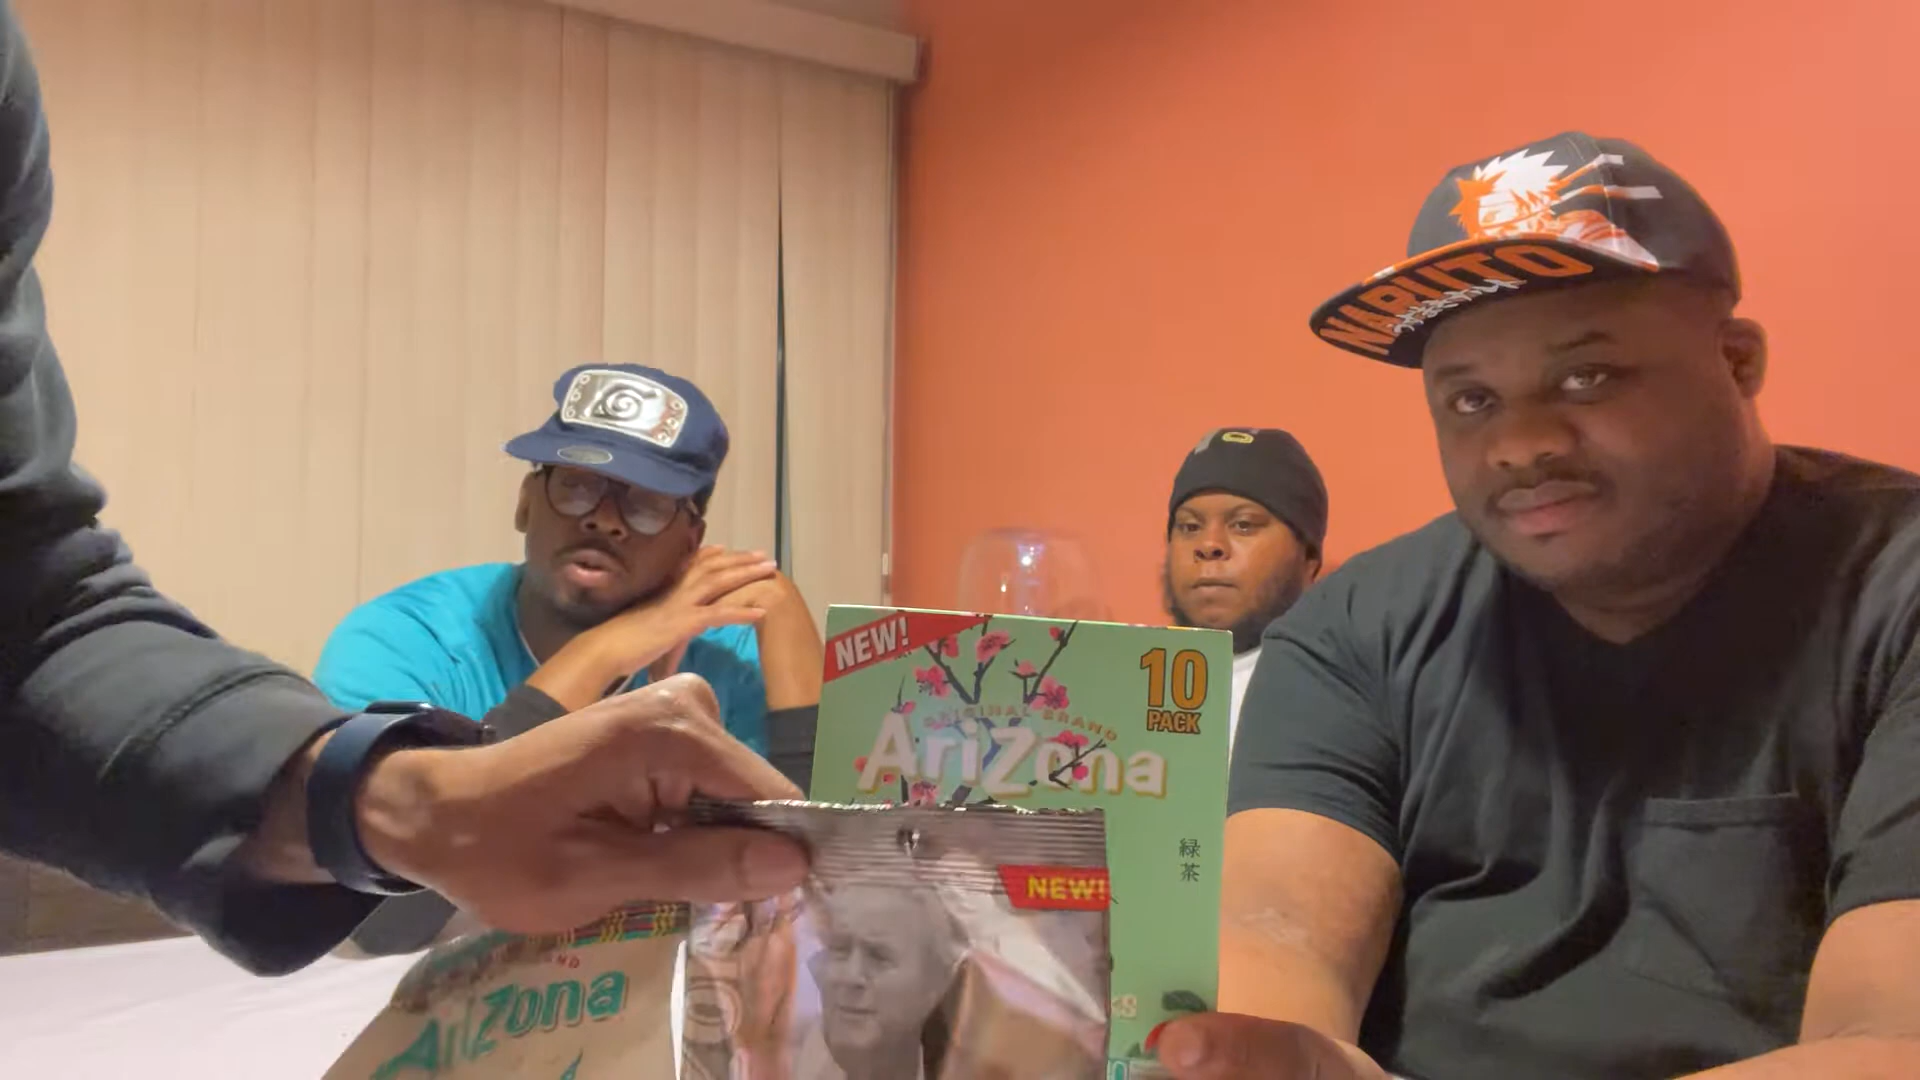 NARUTO
NEW!
10
PACK
ORIGINAL BRAND
AriZona
緑
茶
NEW!
AriZona